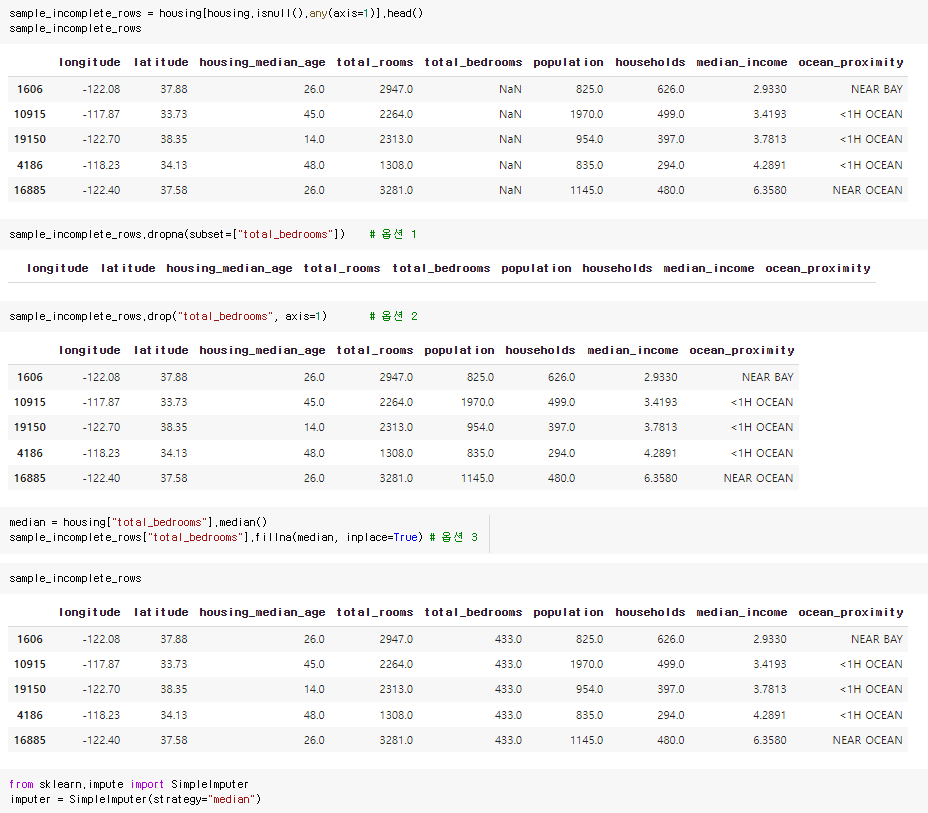 sample_incomplete_rows = housing[housing.isnull().any(axis=1)].head()
sample_incomplete_rows
longitude latitude housing_median_age total_rooms total_bedrooms population households median_income ocean_proximity
1606 -122.08 37.88 26.0 2947.0 NaN 825.0 626.0 2.9330 NEAR BAY
10915 -117.87 33.73 45.0 2264.0 NaN 1970.0 499.0 3.4193 <1H OCEAN
19150 -122.70 38.35 14.0 2313.0 NaN 954.0 397.0 3.7813 <1H OCEAN
4186 -118.23 34.13 48.0 1308.0 NaN 835.0 294.0 4.2891 <1H OCEAN
16885 -122.40 37.58 26.0 3281.0 NaN 1145.0 480.0 6.3580 NEAR OCEAN
sample_incomplete_rows.dropna(subset=["total_bedrooms"]) # 옵션 1
longitude latitude housing_median_age total_rooms total_bedrooms population households median_income ocean_proximity
sample_incomplete_rows.drop("total_bedrooms", axis=1) # 옵션 2
longitude latitude housing_median_age total_rooms population households median_income ocean_proximity
1606 -122.08 37.88 26.0 2947.0 825.0 626.0 2.9330 NEAR BAY
10915 -117.87 33.73 45.0 2264.0 1970.0 499.0 3.4193 <1H OCEAN
19150 -122.70 38.35 14.0 2313.0 954.0 397.0 3.7813 <1H OCEAN
4186 -118.23 34.13 48.0 1308.0 835.0 294.0 4.2891 <1H OCEAN
16885 -122.40 37.58 26.0 3281.0 1145.0 480.0 6.3580 NEAR OCEAN
median = housing["total_bedrooms"].median()
sample_incomplete_rows["total_bedrooms"].fillna(median, inplace=True) # 옵션 3
sample_incomplete_rows
longitude latitude housing_median_age total_rooms total_bedrooms population households median_income ocean_proximity
1606 -122.08 37.88 26.0 2947.0 433.0 825.0 626.0 2.9330 NEAR BAY
10915 -117.87 33.73 45.0 2264.0 433.0 1970.0 499.0 3.4193 <1H OCEAN
19150 -122.70 38.35 14.0 2313.0 433.0 954.0 397.0 3.7813 <1H OCEAN
4186 -118.23 34.13 48.0 1308.0 433.0 835.0 294.0 4.2891 <1H OCEAN
16885 -122.40 37.58 26.0 3281.0 433.0 1145.0 480.0 6.3580 NEAR OCEAN
from sklearn.impute import SimpleImputer
imputer = SimpleImputer(strategy="median")